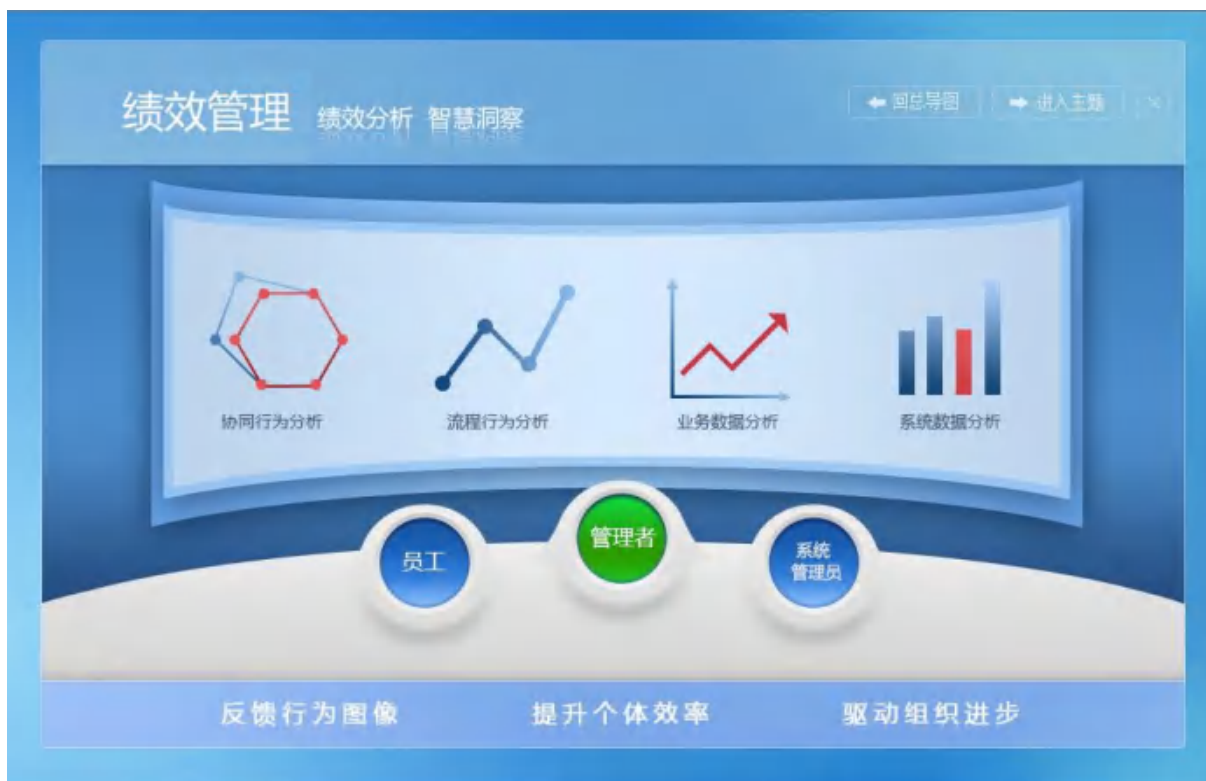 绩效管理 绩效分析 智慧洞察
回总导图 进入主题
协同行为分析 流程行为分析 业务数据分析 系统数据分析
管理者
员工
系统
管理员
反馈行为图像 提升个体效率 驱动组织进步